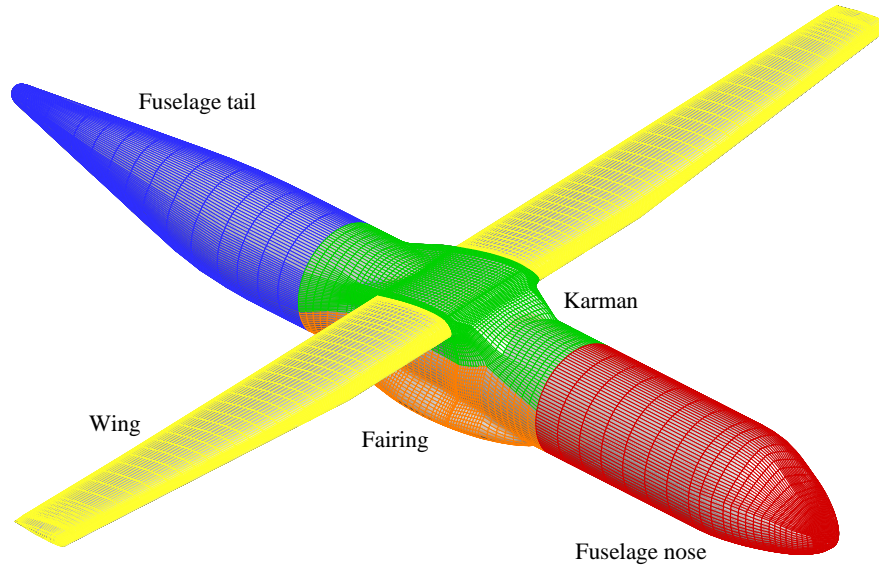 Fuselage tail
Karman
Wing
Fairing
Fuselage nose